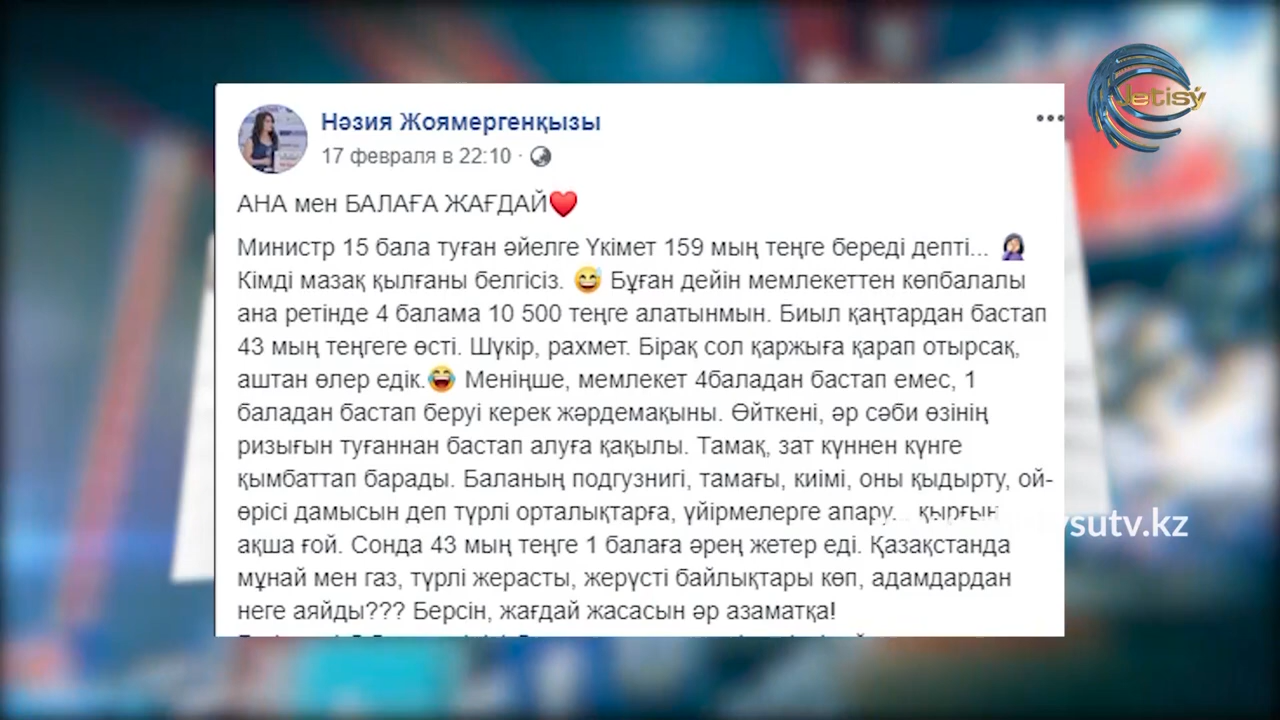 Jetisý
Нәзия Жоямергенқызы
17 февраля в 22:10 ·
АНА мен БАЛАҒА ЖАҒДАЙ❤️
Министр 15 бала туған әйелге Үкімет 159 мың теңге береді депті... 🤦🏻‍♀️
Кімді мазақ қылғаны белгісіз. 😅 Бұған дейін мемлекеттен көпбалалы
ана ретінде 4 балама 10 500 теңге алатынмын. Биыл қаңтардан бастап
43 мың теңгеге өсті. Шүкір, рахмет. Бірақ сол қаржыға қарап отырсақ,
аштан өлер едік.😂 Меніңше, мемлекет 4баладан бастап емес, 1
баладан бастап беруі керек жәрдемақыны. Өйткені, әр сәби өзінің
ризығын туғаннан бастап алуға қақылы. Тамақ, зат күннен күнге
қымбаттап барады. Баланың подгузнигі, тамағы, киімі, оны қыдырту, ой-
өрісі дамысын деп түрлі орталықтарға, үйірмелерге апару... қырғын
ақша ғой. Сонда 43 мың теңге 1 балаға әрең жетер еді. Қазақстанда
мұнай мен газ, түрлі жерасты, жерүсті байлықтары көп, адамдардан
неге аяйды??? Берсін, жағдай жасасын әр азаматқа!
ysutv.kz